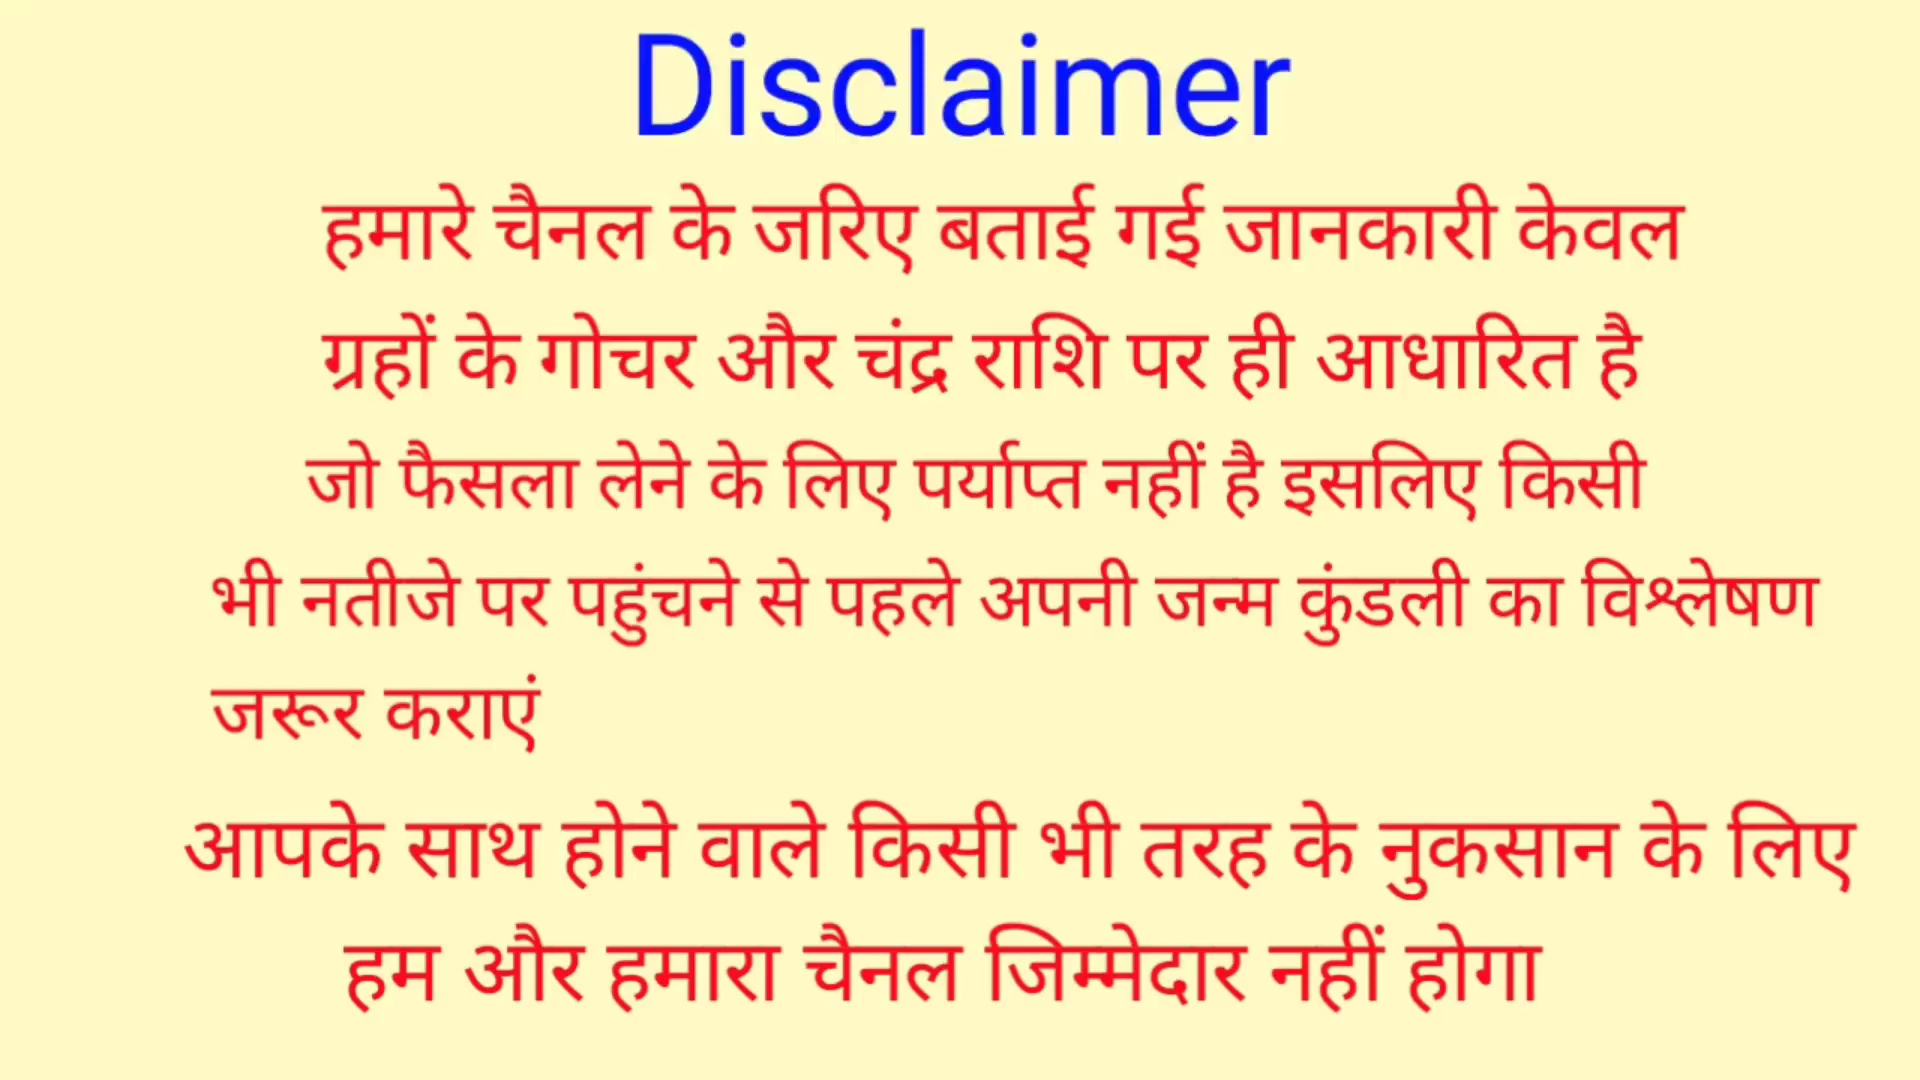 Disclaimer
हमारे चैनल के जरिए बताई गई जानकारी केवल
ग्रहों के गोचर और चंद्र राशि पर ही आधारित है
जो फैसला लेने के लिए पर्याप्त नहीं है इसलिए किसी
भी नतीजे पर पहुंचने से पहले अपनी जन्म कुंडली का विश्लेषण
जरूर कराएं
आपके साथ होने वाले किसी भी तरह के नुकसान के लिए
हम और हमारा चैनल जिम्मेदार नहीं होगा